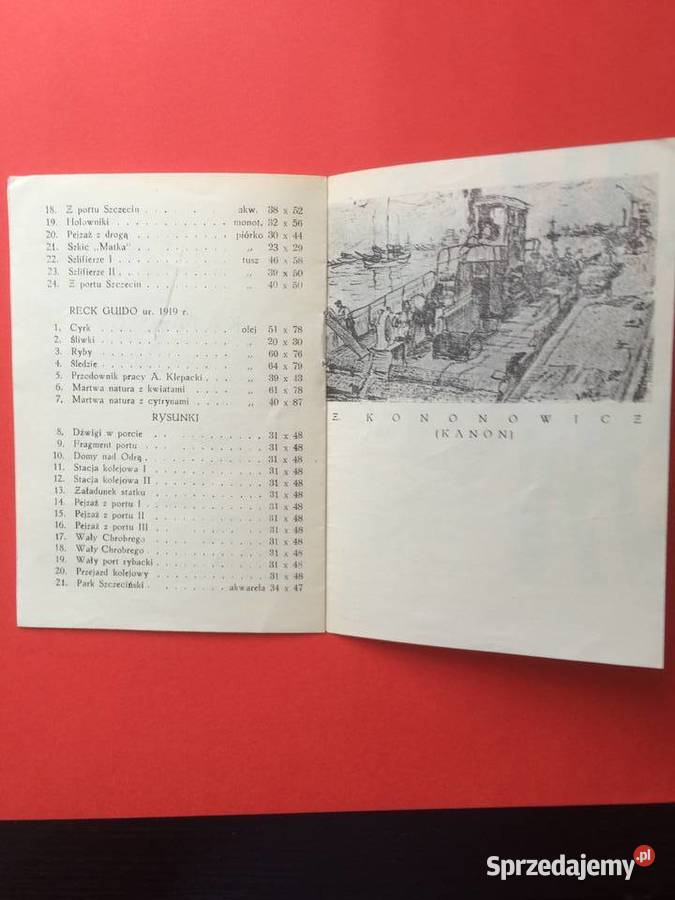 18. Z portu Szczecin . . . . akw. 38 x 52
19. Holowniki . . . . . . . . . . monot. 32 x 56
20. Pejzaż z drogą . . . . . . . . piórko 30 x 44
21. Szkic „Matka" . . . . . . . . „ 23 x 29
22. Szlifierze I . . . . . . . . . tusz 46 x 58
23. Szlifierze II . . . . . . . . . „ 39 x 50
24. Z portu Szczecin . . . . . . . „ 40 x 50
RECK GUIDO ur. 1919 r.
1. Cyrk . . . . . . . . . . . olej 51 x 78
2. Śliwki . . . . . . . . . . „ 20 x 30
3. Ryby . . . . . . . . . . „ 60 x 76
4. Śledzie . . . . . . . . . . „ 64 x 79
5. Przodownik pracy A. Klepacki . . . „ 39 x 43
6. Martwa natura z kwiatami . . . . „ 61 x 78
7. Martwa natura z cytrynami . . . . „ 40 x 87
RYSUNKI
8. Dźwigi w porcie . . . . . . . . 31 x 48
9. Fragment portu . . . . . . . . 31 x 48
10. Domy nad Odrą . . . . . . . . 31 x 48
11. Stacja kolejowa I . . . . . . . . 31 x 48
12. Stacja kolejowa II . . . . . . . . 31 x 48
13. Załadunek statku . . . . . . . . 31 x 48
14. Pejzaż z portu I . . . . . . . . 31 x 48
15. Pejzaż z portu II . . . . . . . . 31 x 48
16. Pejzaż z portu III . . . . . . . . 31 x 48
17. Wały Chrobrego . . . . . . . . 31 x 48
18. Wały Chrobrego . . . . . . . . 31 x 48
19. Wały port rybacki . . . . . . . . 31 x 48
20. Przejazd kolejowy . . . . . . . . 31 x 48
21. Park Szczeciński . . . . . . . akwarela 34 x 47
Z KONONOWICZ
(KANON)
Sprzedajemy.pl